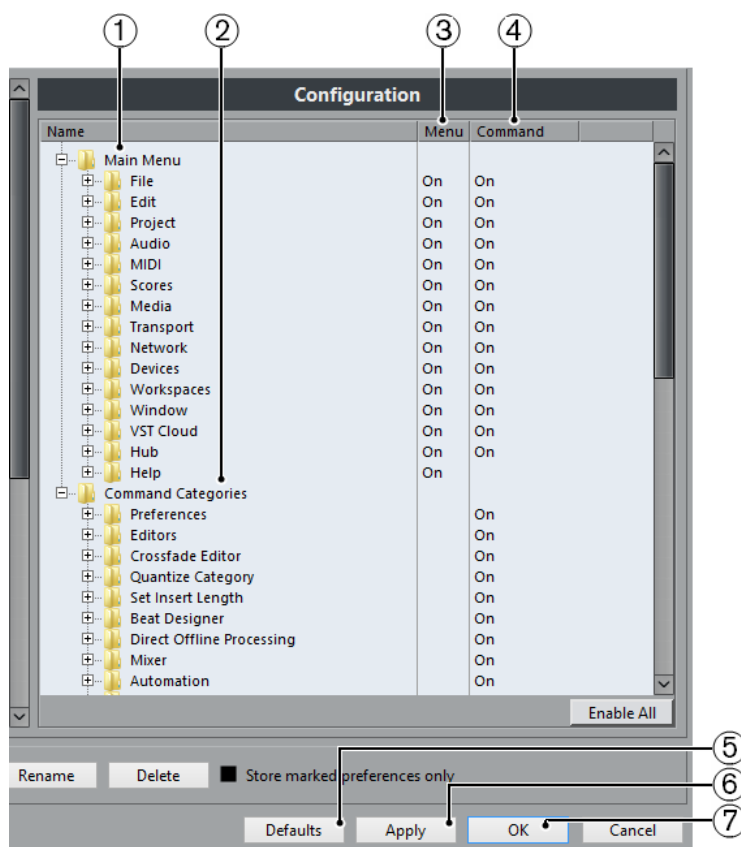 1 2 3 4
Configuration
Name Menu Command
Main Menu
File On On
Edit On On
Project On On
Audio On On
MIDI On On
Scores On On
Media On On
Transport On On
Network On On
Devices On On
Workspaces On On
Window On On
VST Cloud On On
Hub On On
Help On
Command Categories
Preferences On
Editors On
Crossfade Editor On
Quantize Category On
Set Insert Length On
Beat Designer On
Direct Offline Processing On
Mixer On
Automation On
Enable All
5
Rename Delete Store marked preferences only
6
Defaults Apply OK Cancel
7